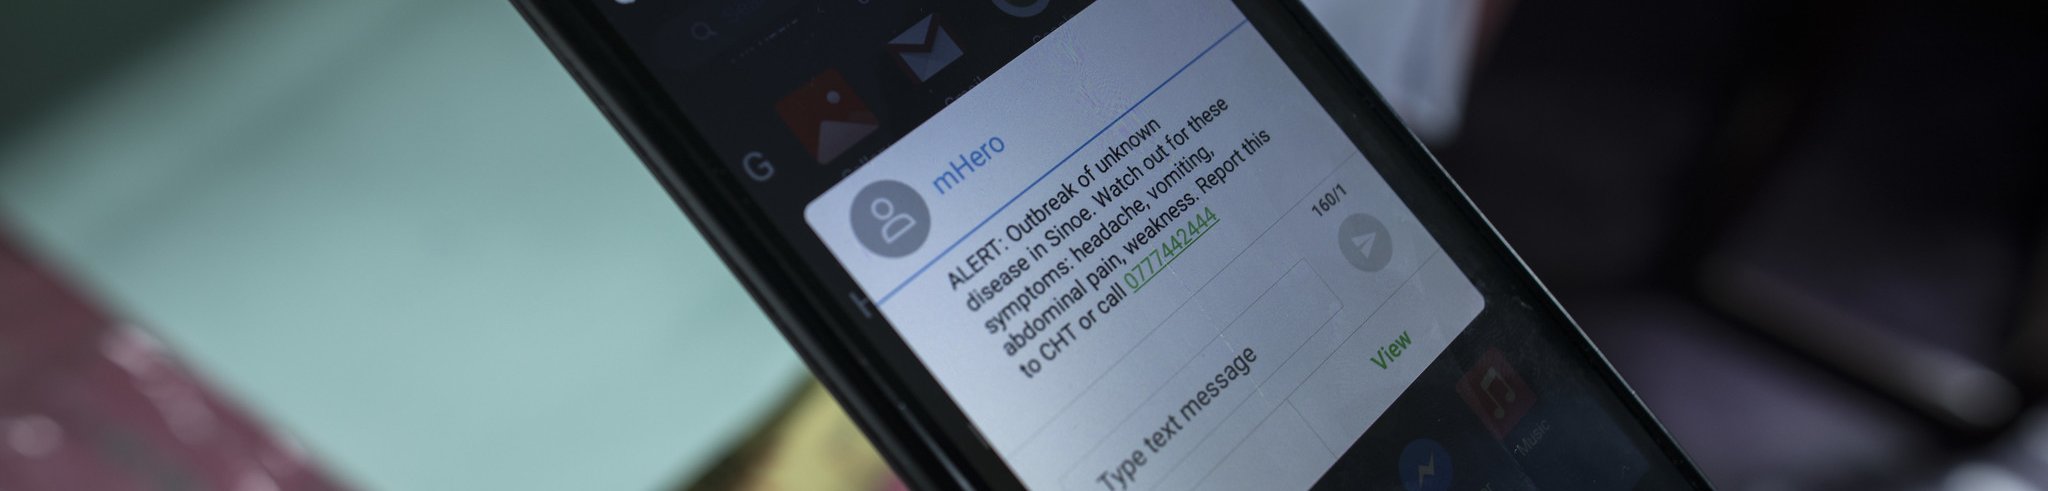 G
mHero
ALERT: Outbreak of unknown
disease in Sinoe. Watch out for these
symptoms: headache, vomiting,
abdominal pain, weakness. Report this
to CHT or call 0777442444
160/1
Type text message
View
Music